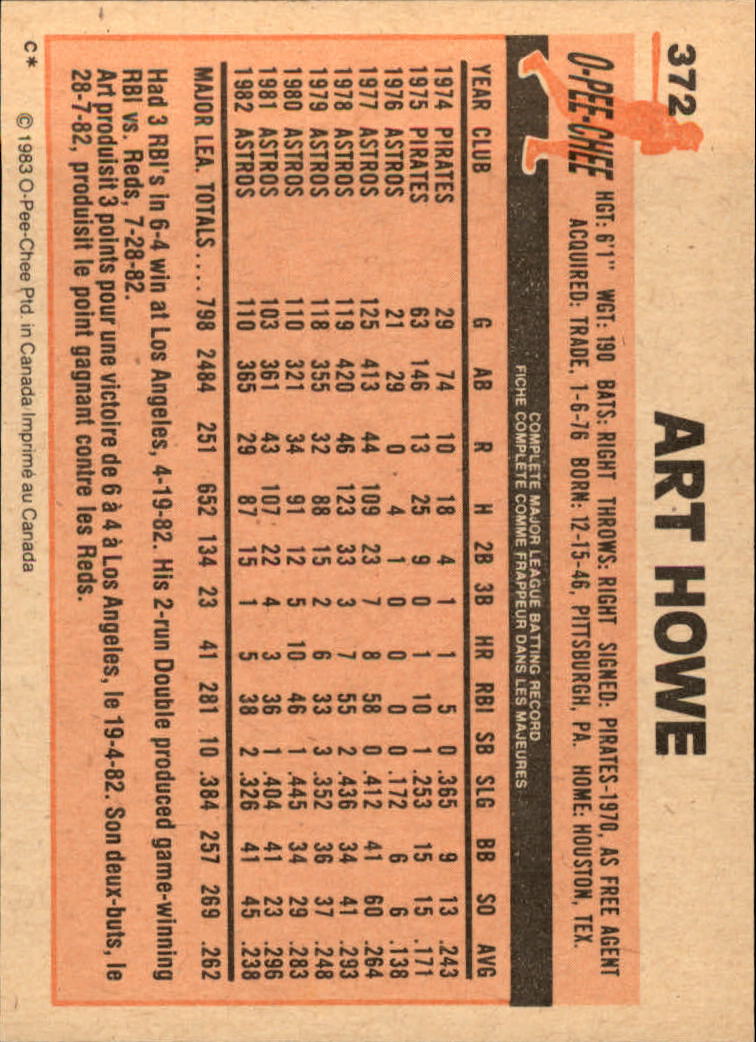 372
ART HOWE
O-PEE-CHEE
HGT: 6'1" WGT: 190 BATS: RIGHT THROWS: RIGHT SIGNED: PIRATES-1970, AS FREE AGENT
ACQUIRED: TRADE, 1-6-76 BORN: 12-15-46, PITTSBURGH, PA. HOME: HOUSTON, TEX.
COMPLETE MAJOR LEAGUE BATTING RECORD
FICHE COMPLÈTE COMME FRAPPEUR DANS LES MAJEURES
YEAR CLUB G AB R H 2B 3B HR RBI SB SLG BB SO AVG
1974 PIRATES 29 74 10 18 4 1 1 5 0 .365 9 13 .243
1975 PIRATES 63 146 13 25 9 0 1 10 1 .253 15 15 .171
1976 ASTROS 21 29 0 4 1 0 0 0 0 .172 6 6 .138
1977 ASTROS 125 413 44 109 23 7 8 58 0 .412 41 60 .264
1978 ASTROS 119 420 46 123 33 3 7 55 2 .436 34 41 .293
1979 ASTROS 118 355 32 88 15 2 6 33 3 .352 36 37 .248
1980 ASTROS 110 321 34 91 12 5 10 46 1 .445 34 29 .283
1981 ASTROS 103 361 43 107 22 4 3 36 1 .404 41 23 .296
1982 ASTROS 110 365 29 87 15 1 5 38 2 .326 41 45 .238
MAJOR LEA. TOTALS.... 798 2484 251 652 134 23 41 281 10 .384 257 269 .262
Had 3 RBI's in 6-4 win at Los Angeles, 4-19-82. His 2-run Double produced game-winning
RBI vs. Reds, 7-28-82.
Art produisit 3 points pour une victoire de 6 à 4 à Los Angeles, le 19-4-82. Son deux-buts, le
28-7-82, produisit le point gagnant contre les Reds.
C* © 1983 O-Pee-Chee Ptd. in Canada/Imprimé au Canada